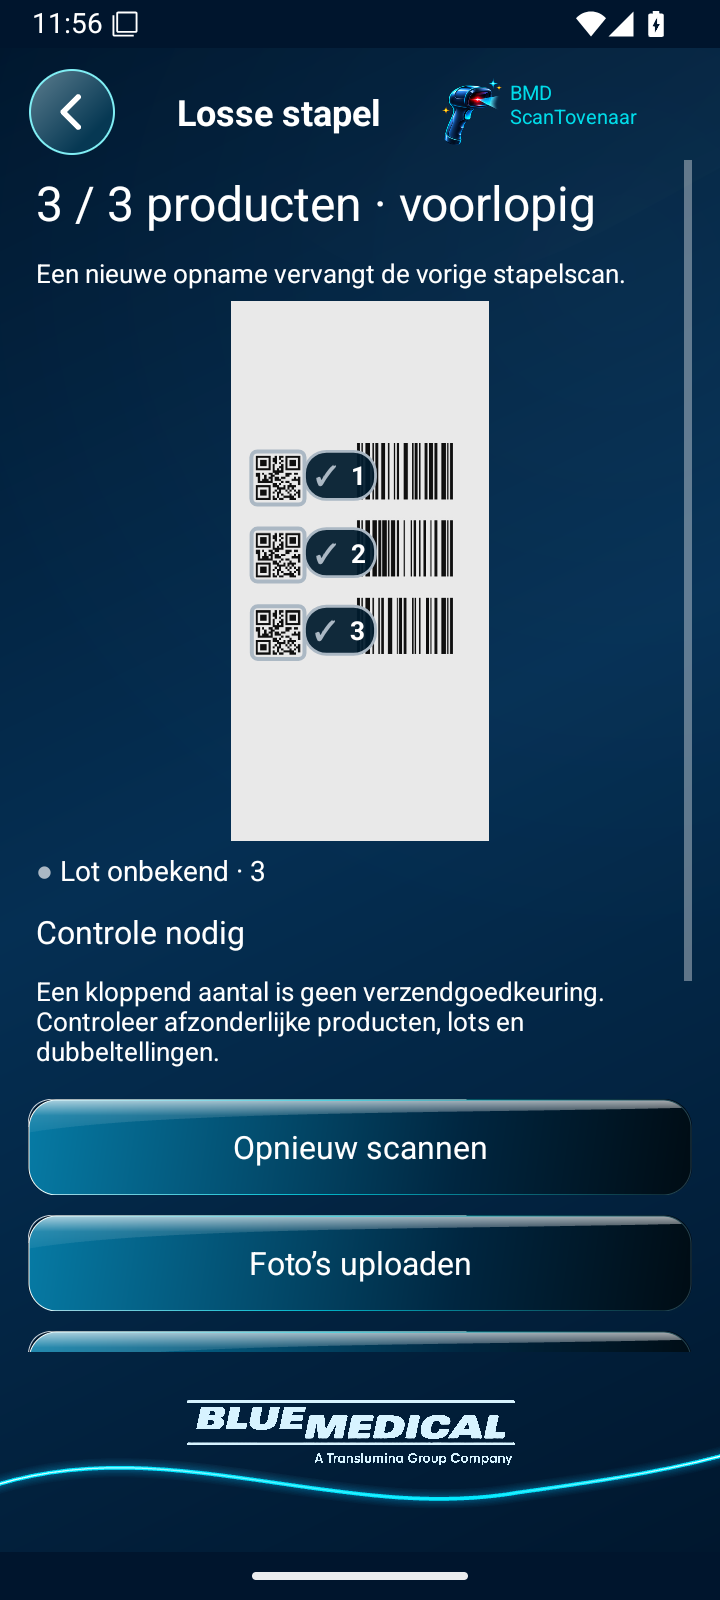 11:56
Losse stapel
BMD
ScanTovenaar
3 / 3 producten · voorlopig
Een nieuwe opname vervangt de vorige stapelscan.
✓ 1
✓ 2
✓ 3
Lot onbekend · 3
Controle nodig
Een kloppend aantal is geen verzendgoedkeuring.
Controleer afzonderlijke producten, lots en
dubbeltellingen.
Opnieuw scannen
Foto’s uploaden
BLUEMEDICAL
A Translumina Group Company